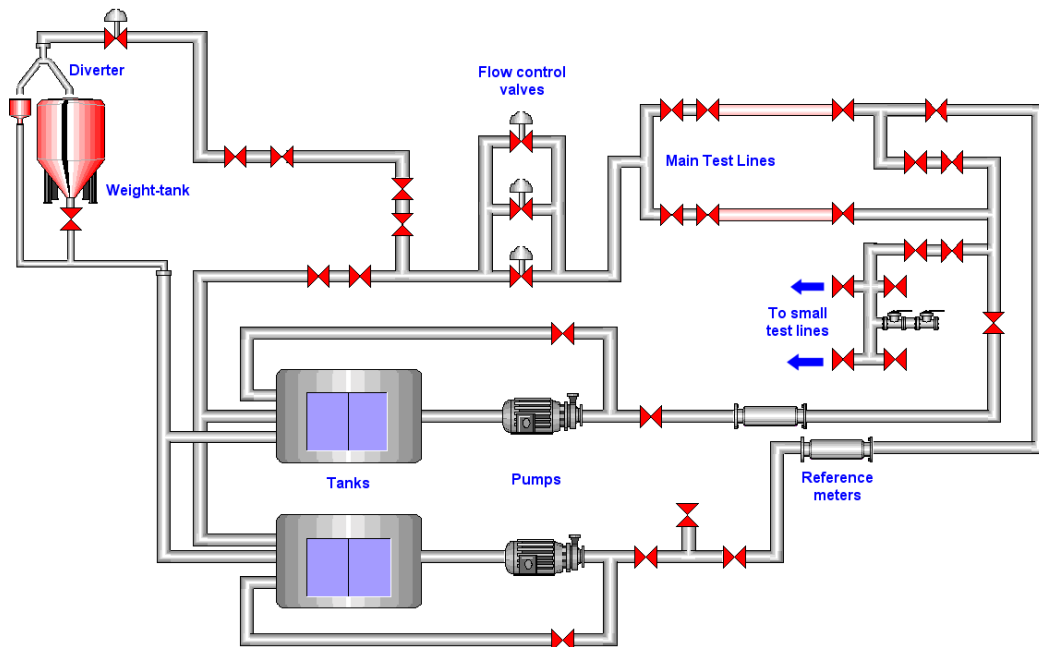 Diverter
Flow control
valves
Main Test Lines
Weight-tank
To small
test lines
Tanks
Pumps
Reference
meters